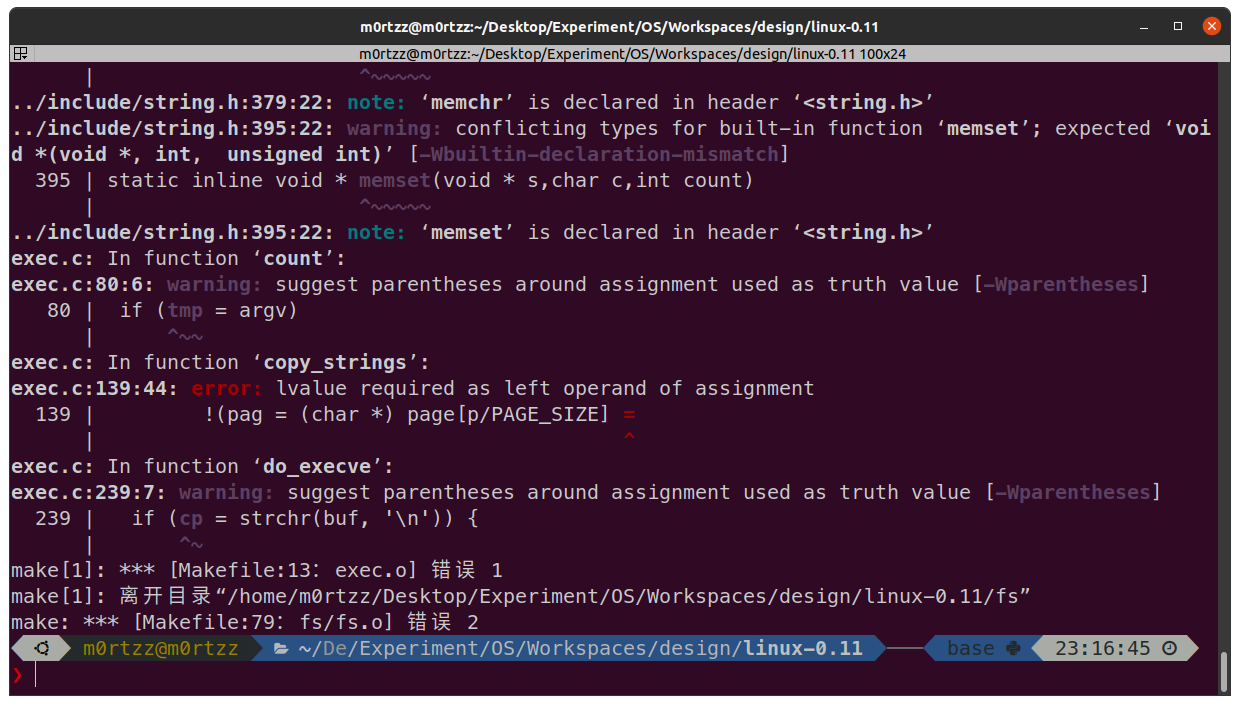 m0rtzz@m0rtzz:~/Desktop/Experiment/OS/Workspaces/design/linux-0.11
m0rtzz@m0rtzz:~/Desktop/Experiment/OS/Workspaces/design/linux-0.11 100x24
      |                      ^~~~~~
../include/string.h:379:22: note: ‘memchr’ is declared in header ‘<string.h>’
../include/string.h:395:22: warning: conflicting types for built-in function ‘memset’; expected ‘voi
d *(void *, int,  unsigned int)’ [-Wbuiltin-declaration-mismatch]
  395 | static inline void * memset(void * s,char c,int count)
      |                      ^~~~~~
../include/string.h:395:22: note: ‘memset’ is declared in header ‘<string.h>’
exec.c: In function ‘count’:
exec.c:80:6: warning: suggest parentheses around assignment used as truth value [-Wparentheses]
   80 |  if (tmp = argv)
      |      ^~~
exec.c: In function ‘copy_strings’:
exec.c:139:44: error: lvalue required as left operand of assignment
  139 |         !(pag = (char *) page[p/PAGE_SIZE] =
      |                                            ^
exec.c: In function ‘do_execve’:
exec.c:239:7: warning: suggest parentheses around assignment used as truth value [-Wparentheses]
  239 |   if (cp = strchr(buf, '\n')) {
      |       ^~
make[1]: *** [Makefile:13：exec.o] 错误 1
make[1]: 离开目录“/home/m0rtzz/Desktop/Experiment/OS/Workspaces/design/linux-0.11/fs”
make: *** [Makefile:79：fs/fs.o] 错误 2
m0rtzz@m0rtzz ~/De/Experiment/OS/Workspaces/design/linux-0.11 base 23:16:45
❯